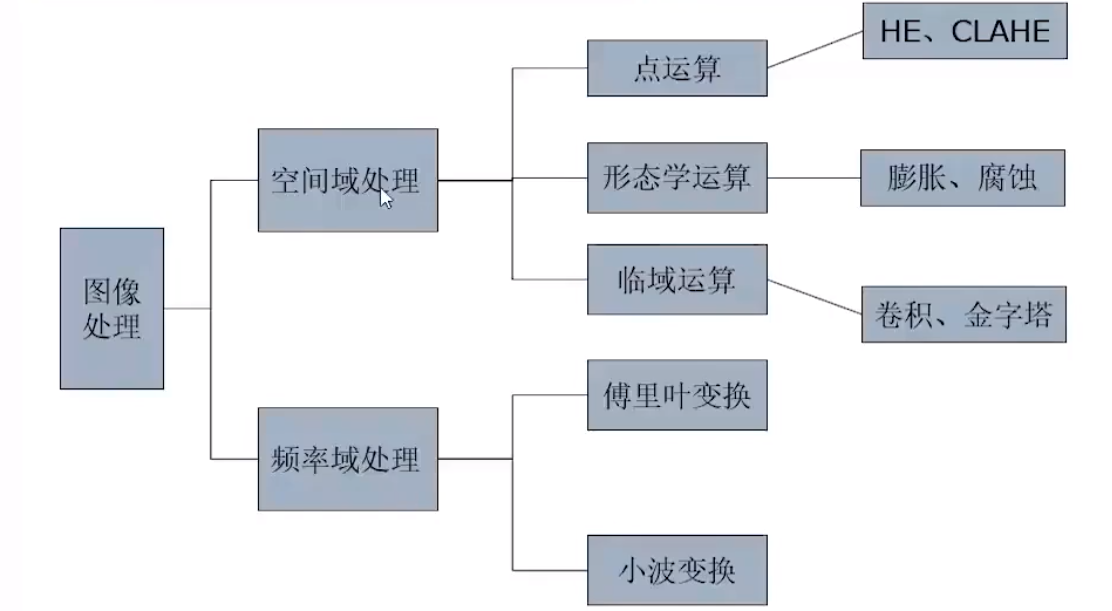 HE、CLAHE
点运算
空间域处理
形态学运算
膨胀、腐蚀
临域运算
图像
处理
卷积、金字塔
傅里叶变换
频率域处理
小波变换